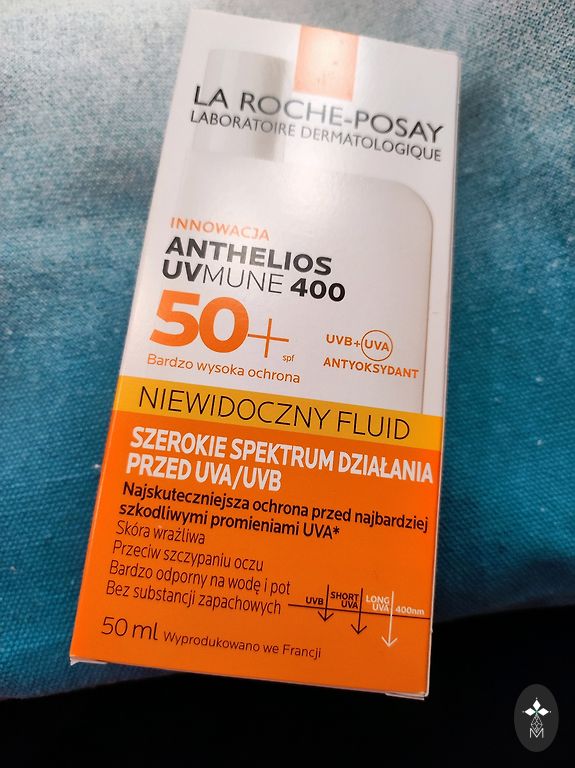 LA ROCHE-POSAY
LABORATOIRE DERMATOLOGIQUE
INNOWACJA
ANTHELIOS
UVMUNE 400
50+
spf
Bardzo wysoka ochrona
UVB+UVA
ANTYOKSYDANT
NIEWIDOCZNY FLUID
SZEROKIE SPEKTRUM DZIAŁANIA
PRZED UVA/UVB
Najskuteczniejsza ochrona przed najbardziej
szkodliwymi promieniami UVA*
Skóra wrażliwa
Przeciw szczypaniu oczu
Bardzo odporny na wodę i pot
Bez substancji zapachowych
UVB
SHORT
UVA
LONG
UVA
400nm
50 ml Wyprodukowano we Francji
M